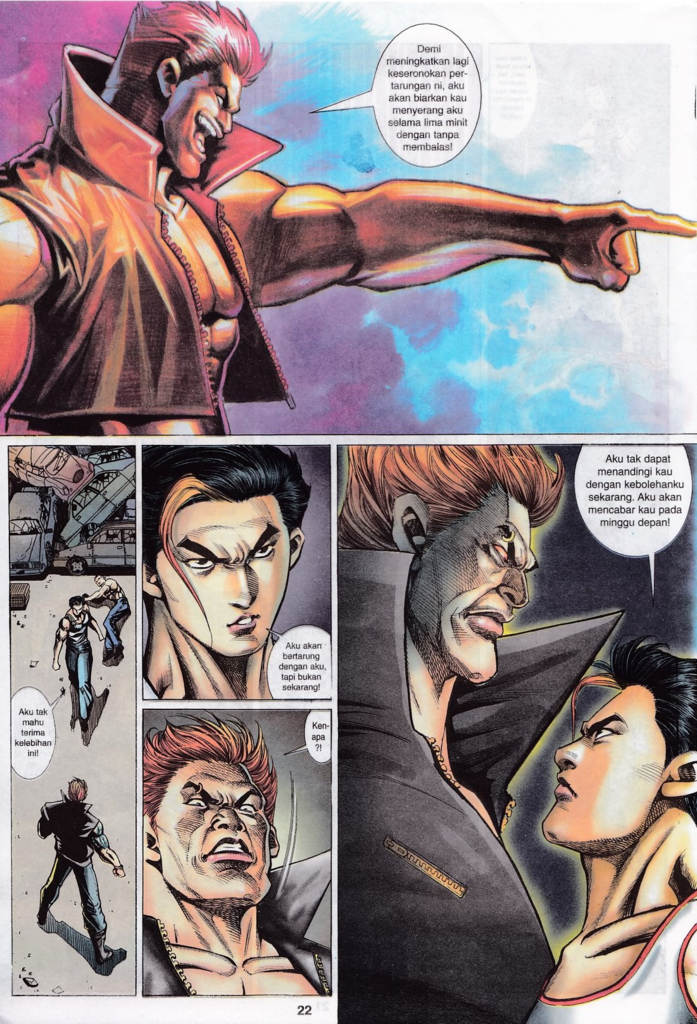 Demi
meningkatkan lagi
keseronokan per-
tarungan ni, aku
akan biarkan kau
menyerang aku
selama lima minit
dengan tanpa
membalas!
Aku tak
mahu
terima
kelebihan
ini!
Aku akan
bertarung
dengan aku,
tapi bukan
sekarang!
Ken-
apa
?!
Aku tak dapat
menandingi kau
dengan kebolehanku
sekarang. Aku akan
mencabar kau pada
minggu depan!
22